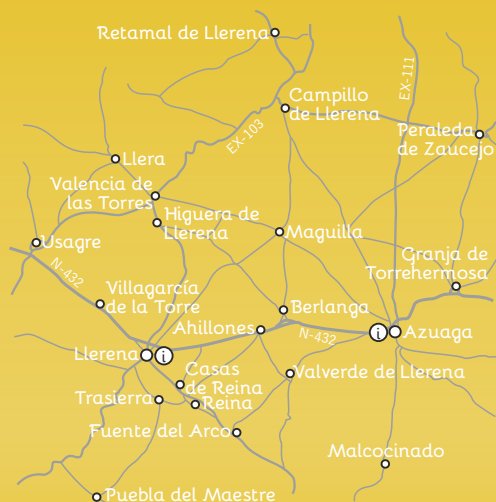 Retamal de Llerena
EX-111
Campillo
de Llerena
EX-103
Peraleda
de Zaucejo
Llera
Valencia de
las Torres
Higuera de
Llerena
Usagre
Maguilla
Granja de
Torrehermosa
N-432
Villagarcía
de la Torre
Berlanga
Ahillones
N-432
i
Azuaga
Llerena
i
Casas
de Reina
Valverde de Llerena
Trasierra
Reina
Fuente del Arco
Malcocinado
Puebla del Maestre